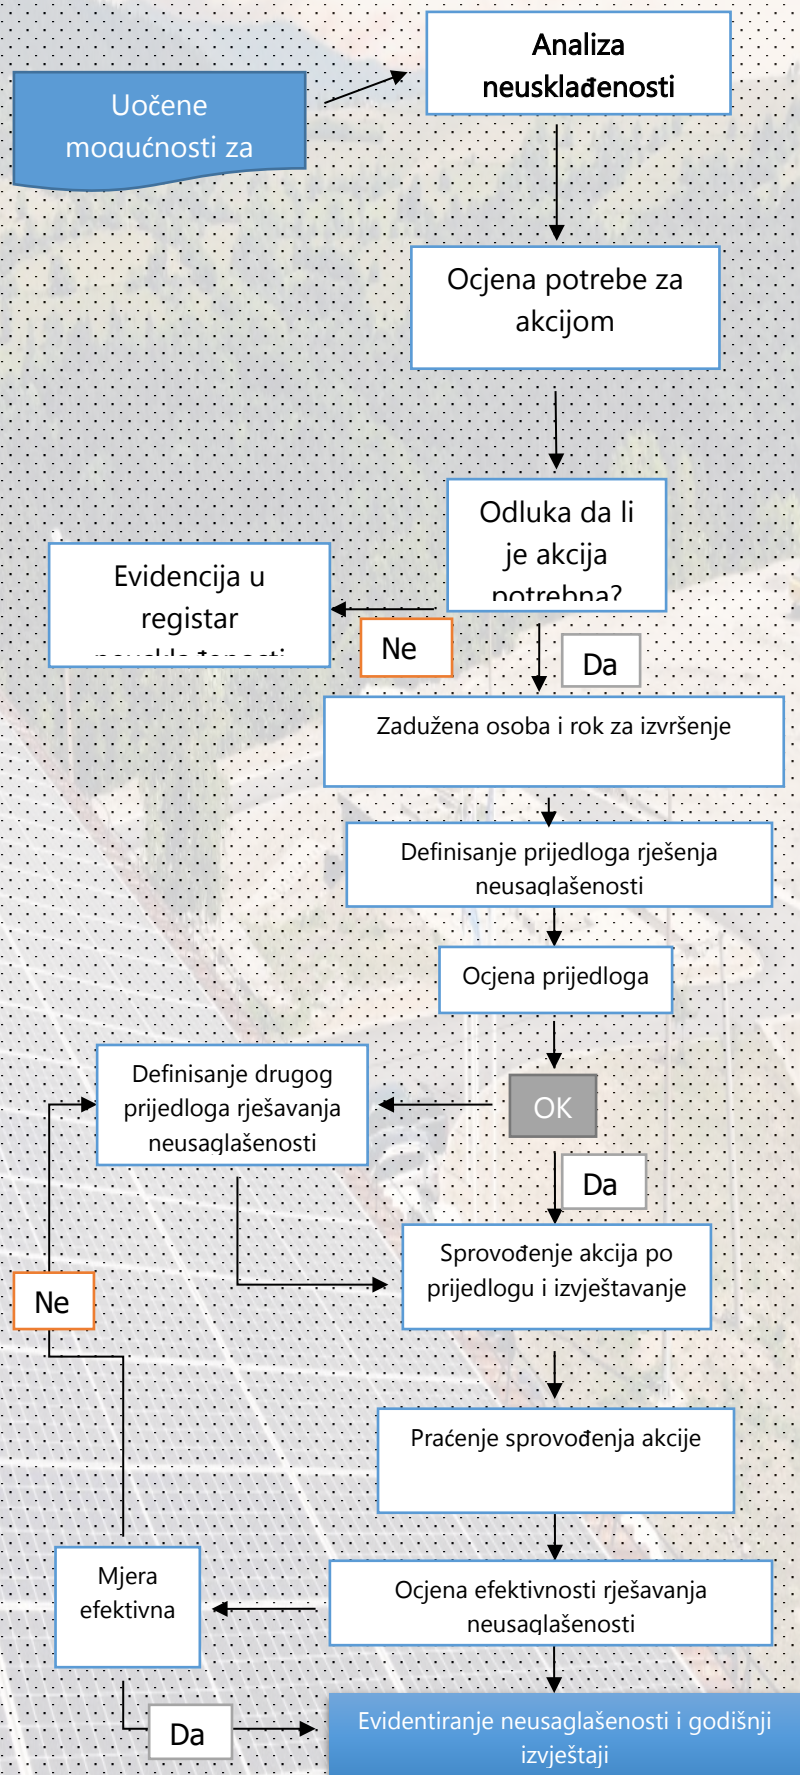 Analiza
neusklađenosti
Uočene
mogućnosti za
Ocjena potrebe za
akcijom
Odluka da li
je akcija
potrebna?
Evidencija u
registar
neusklađenosti
Ne
Da
Zadužena osoba i rok za izvršenje
Definisanje prijedloga rješenja
neusaglašenosti
Ocjena prijedloga
Definisanje drugog
prijedloga rješavanja
neusaglašenosti
OK
Da
Sprovođenje akcija po
prijedlogu i izvještavanje
Ne
Praćenje sprovođenja akcije
Mjera
efektivna
Ocjena efektivnosti rješavanja
neusaglašenosti
Da
Evidentiranje neusaglašenosti i godišnji
izvještaji